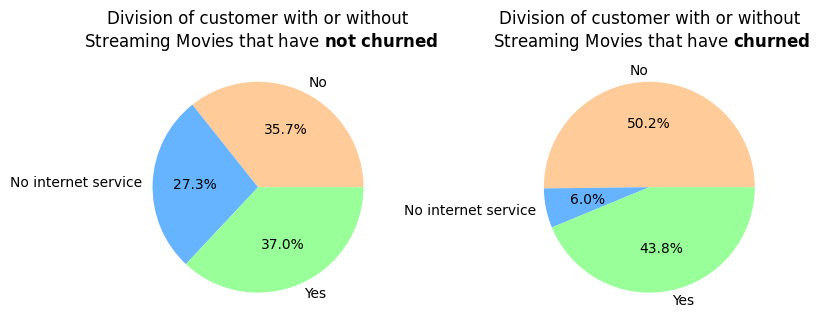 Division of customer with or without
Streaming Movies that have not churned
No
35.7%
No internet service
27.3%
37.0%
Yes
Division of customer with or without
Streaming Movies that have churned
No
50.2%
No internet service
6.0%
43.8%
Yes